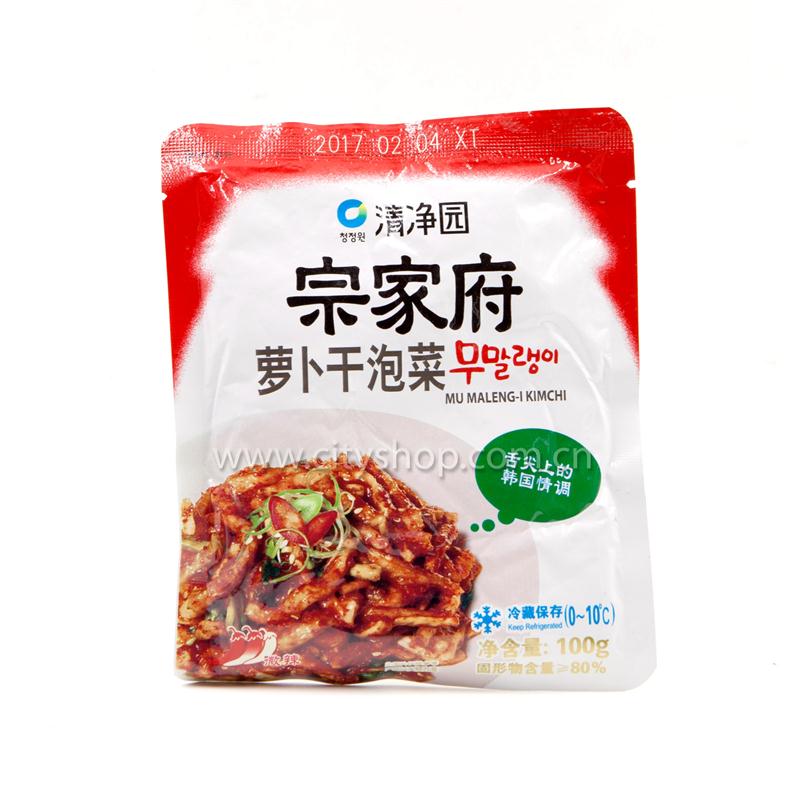 2017 02 04 XT
清净园
청정원
宗家府
萝卜干泡菜 무말랭이
MU MALENG-I KIMCHI
www.cityshop.com.cn
舌尖上的
韩国情调
冷藏保存(0~10℃)
Keep Refrigerated
净含量: 100g
固形物含量≥80%
微辣